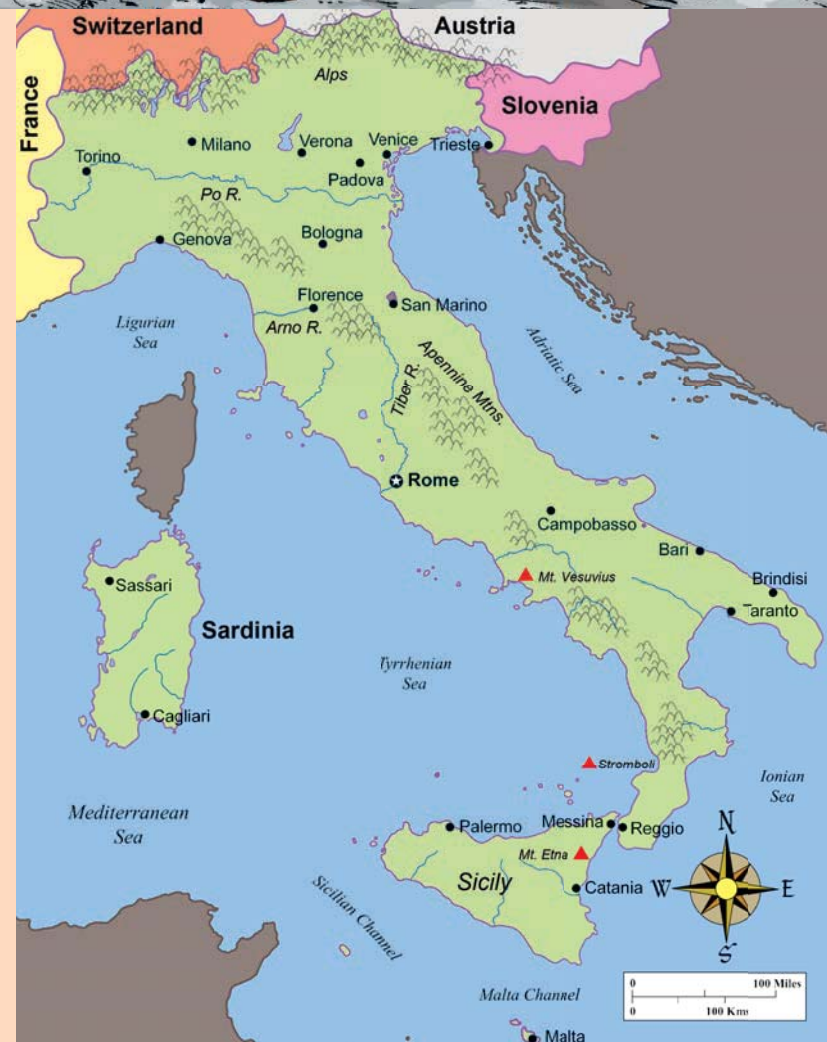 Switzerland
Austria
Alps
Slovenia
France
Milano
Verona
Venice
Trieste
Torino
Padova
Po R.
Genova
Bologna
Florence
San Marino
Arno R.
Ligurian
Sea
Adriatic Sea
Apennine Mtns.
Tiber R.
Rome
Campobasso
Bari
Mt. Vesuvius
Brindisi
Taranto
Sassari
Sardinia
Tyrrhenian
Sea
Cagliari
Stromboli
Ionian
Sea
Mediterranean
Sea
Palermo
Messina
Reggio
Mt. Etna
Sicily
Catania
N
W
E
S
Sicilian Channel
0 100 Miles
0 100 Kms
Malta Channel
Malta